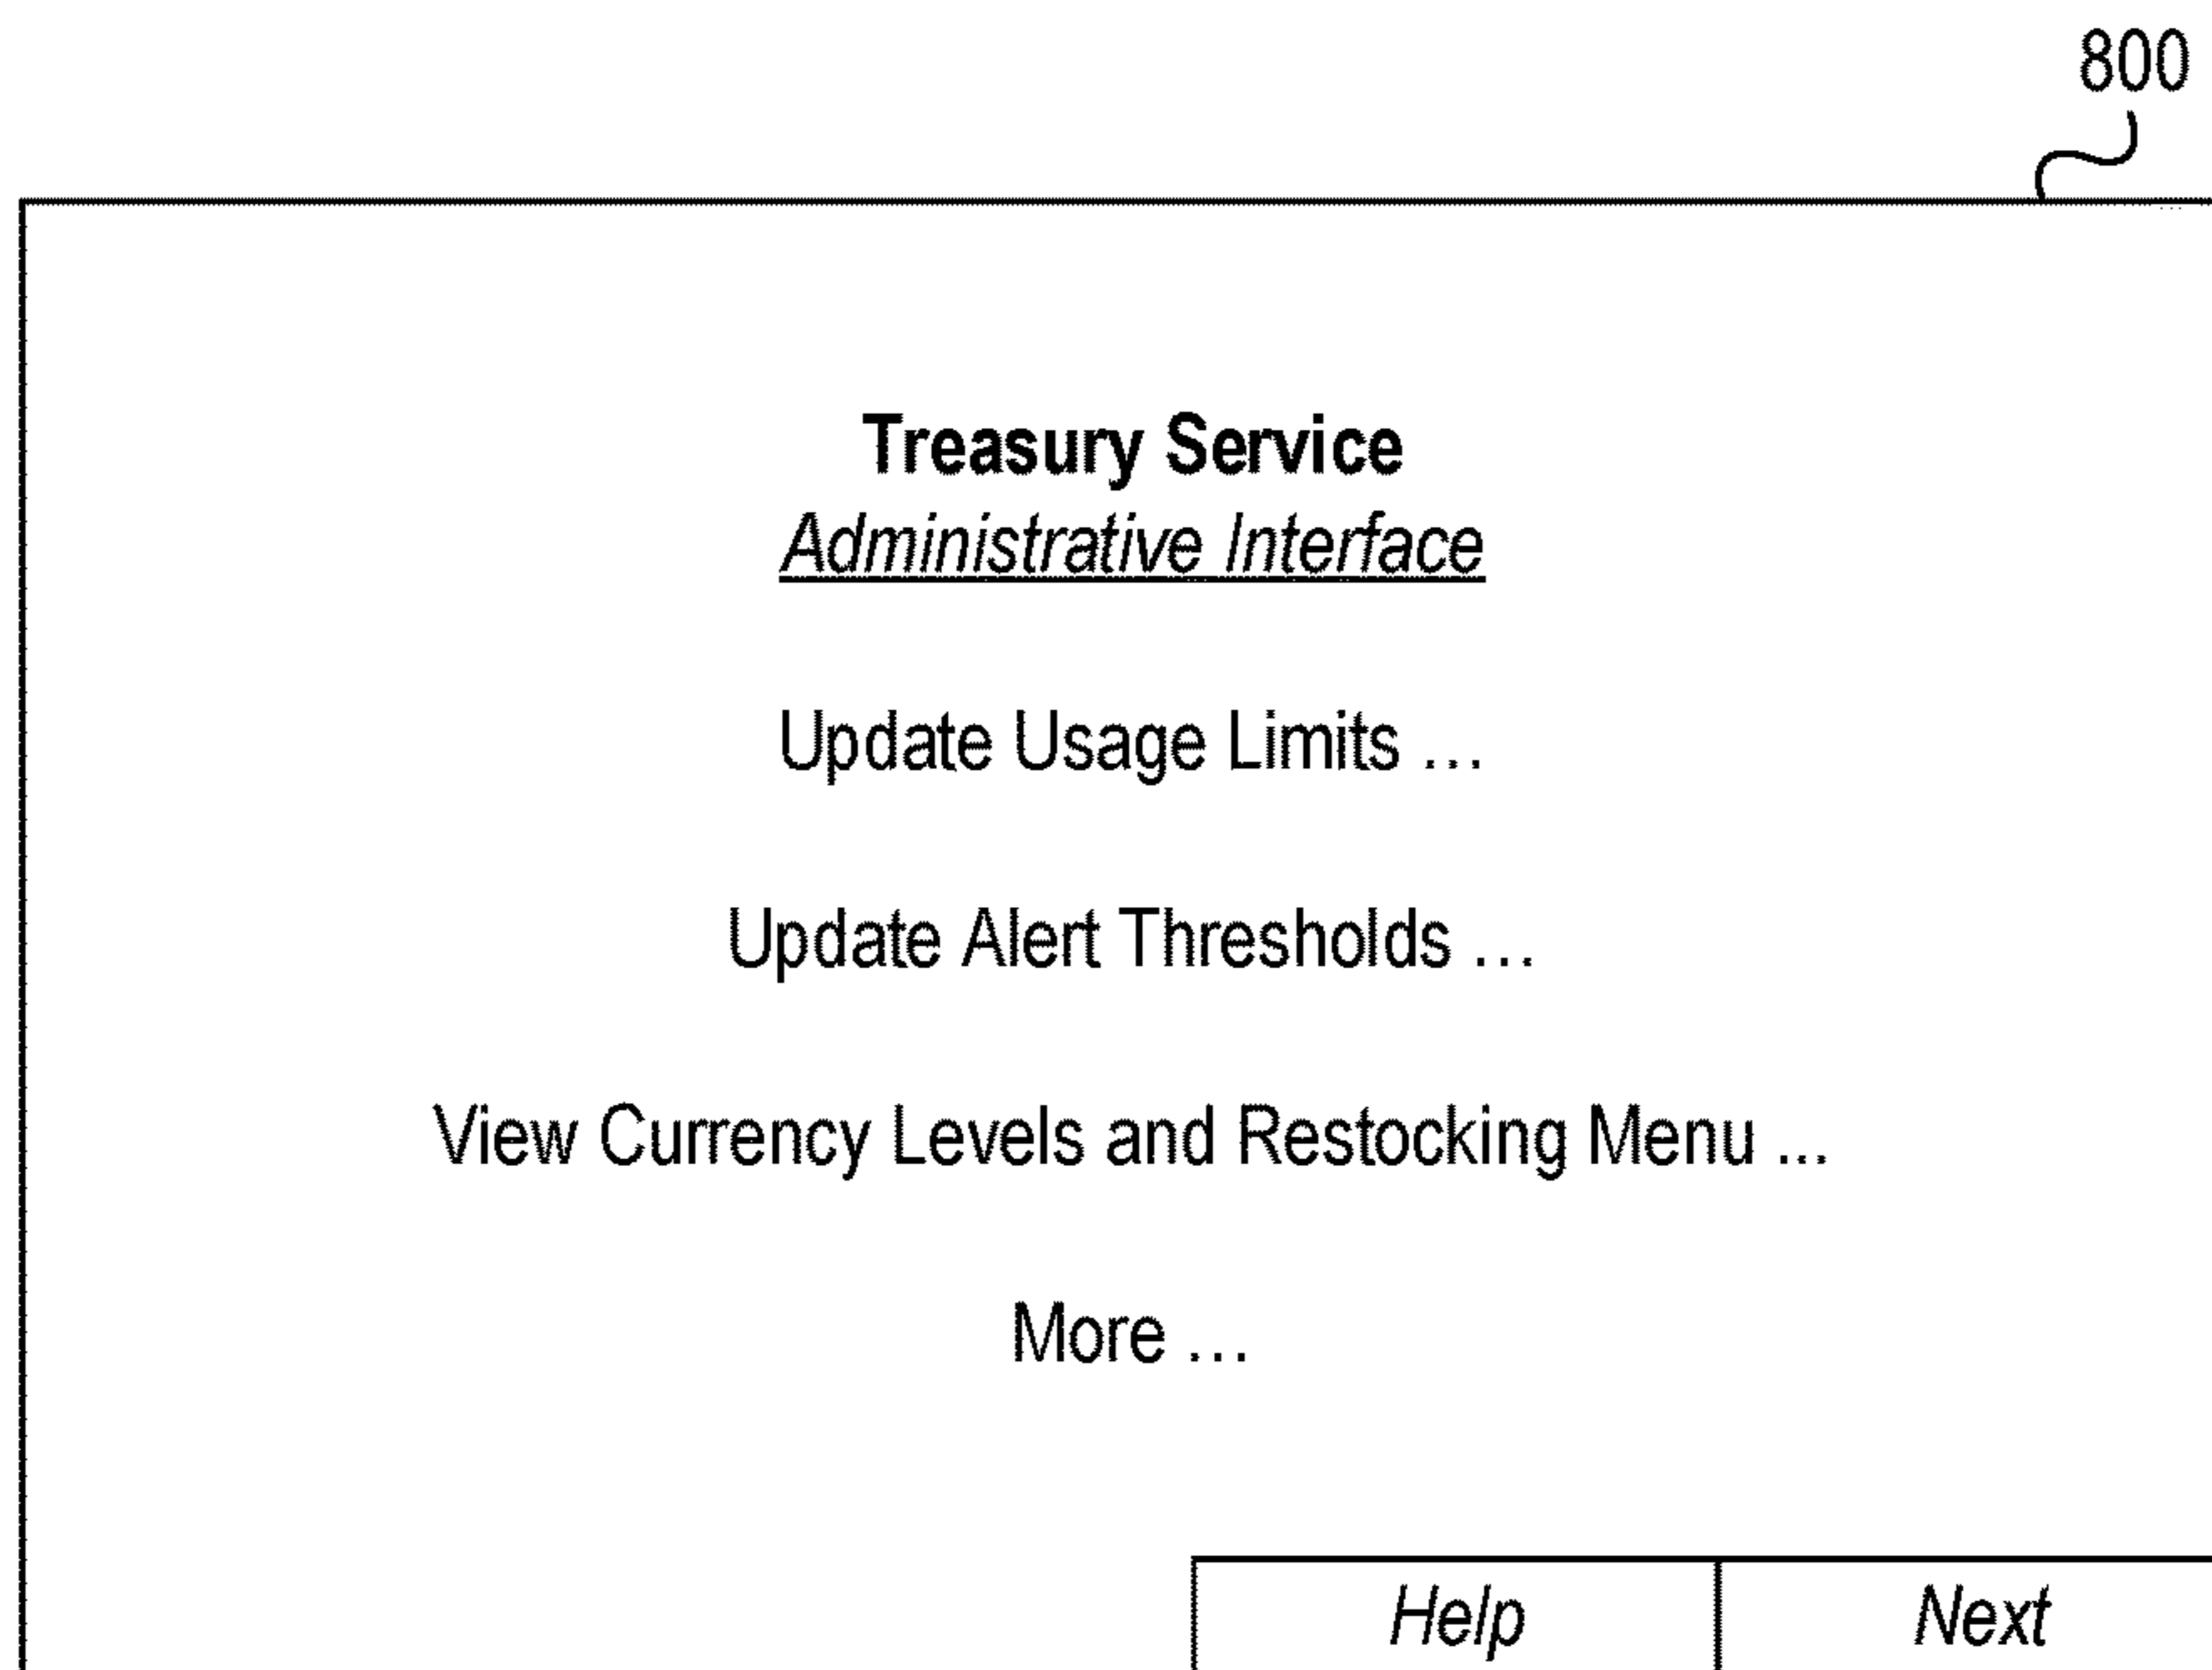 800
Treasury Service
Administrative Interface
Update Usage Limits ...
Update Alert Thresholds ...
View Currency Levels and Restocking Menu ...
More ...
Help
Next